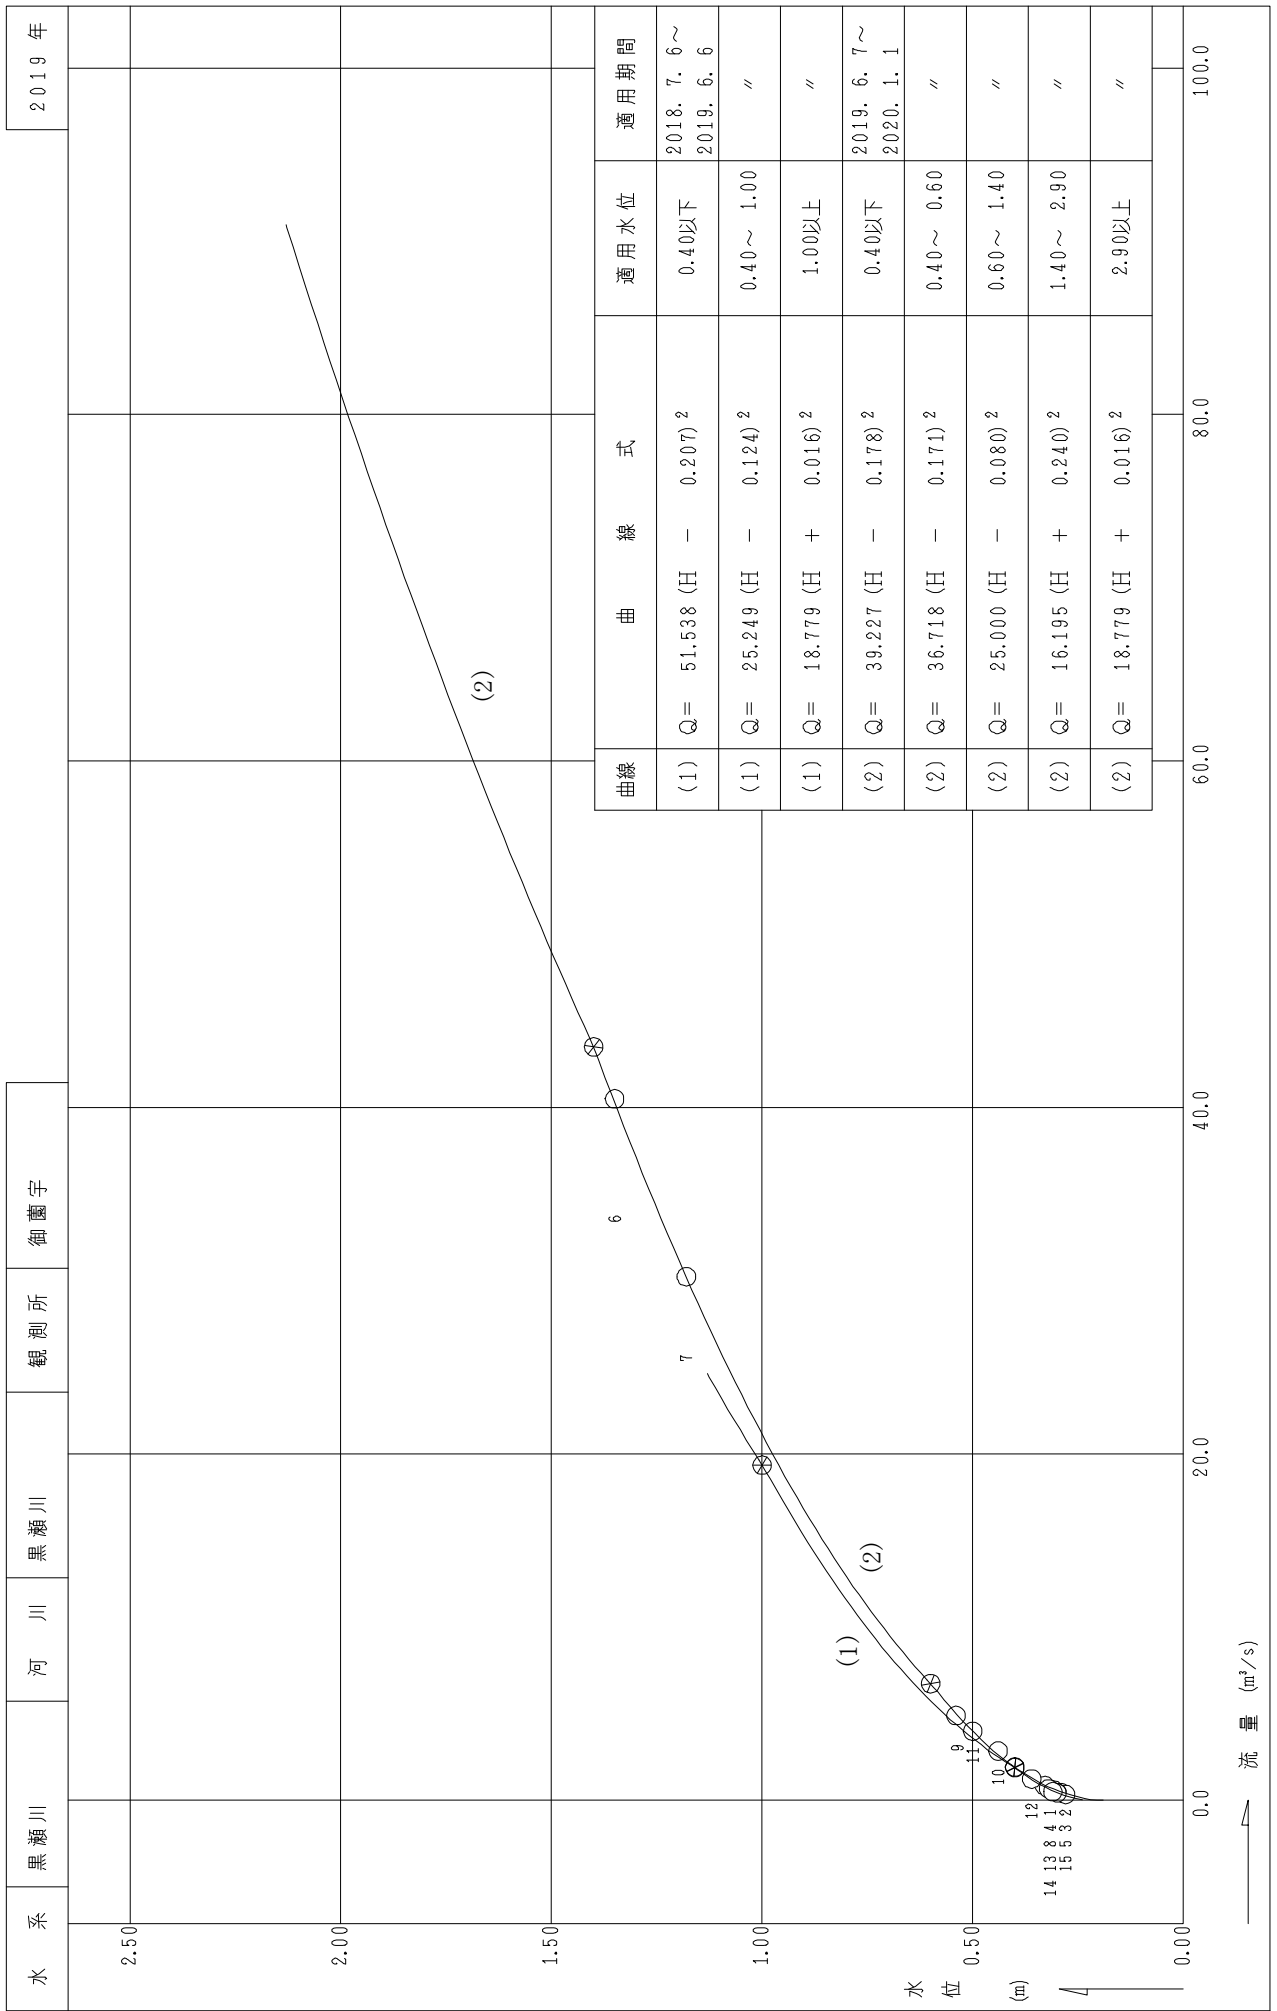 水 系 黒瀬川 河 川 黒瀬川 観測所 御薗宇 2019 年
曲線 曲 線 式 適用水位 適用期間
(1) Q= 51.538 (H － 0.207)² 0.40以下 2018. 7. 6～
2019. 6. 6
(1) Q= 25.249 (H － 0.124)² 0.40～ 1.00 〃
(1) Q= 18.779 (H ＋ 0.016)² 1.00以上 〃
(2) Q= 39.227 (H － 0.178)² 0.40以下 2019. 6. 7～
2020. 1. 1
(2) Q= 36.718 (H － 0.171)² 0.40～ 0.60 〃
(2) Q= 25.000 (H － 0.080)² 0.60～ 1.40 〃
(2) Q= 16.195 (H ＋ 0.240)² 1.40～ 2.90 〃
(2) Q= 18.779 (H ＋ 0.016)² 2.90以上 〃
2.50
2.00
1.50
1.00
0.50
0.00
水 位
(m)
(2)
6
7
(1)
(2)
9
11
10
12
14 13 8 4 1
15 5 3 2
0.0 20.0 40.0 60.0 80.0 100.0
流 量 (m³/s)